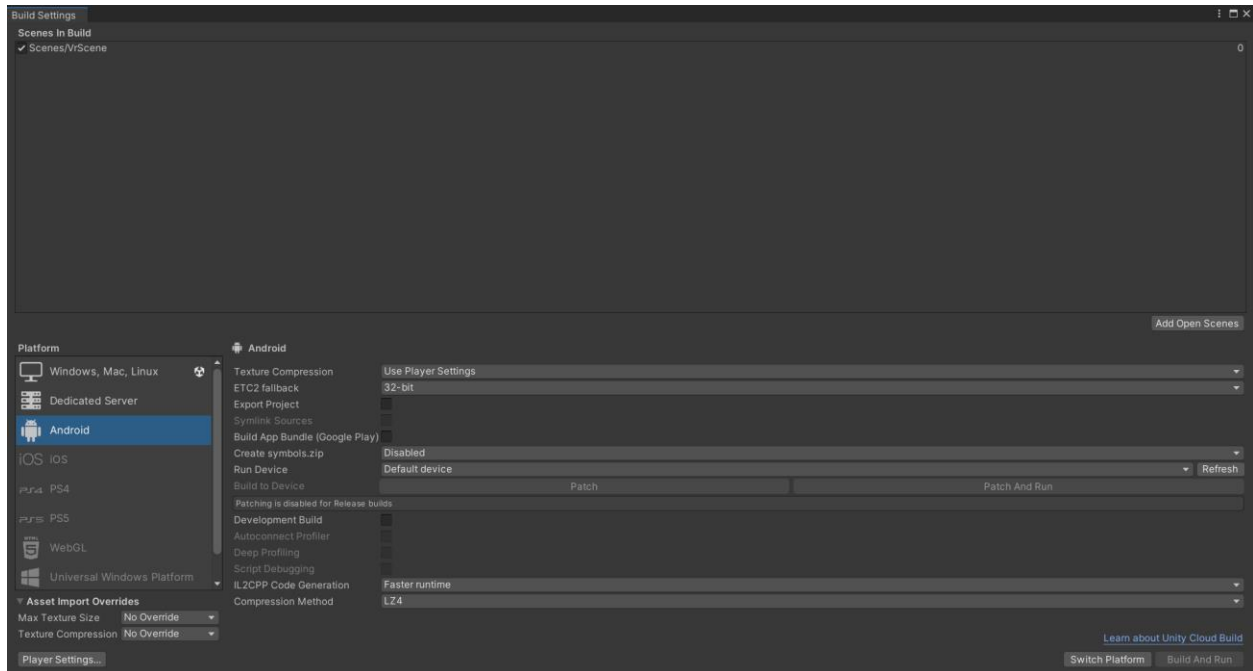 Build Settings
Scenes In Build
Scenes/VrScene 0
Add Open Scenes
Platform
Windows, Mac, Linux
Dedicated Server
Android
iOS iOS
PS4 PS4
PS5 PS5
HTML 5 WebGL
Universal Windows Platform
Asset Import Overrides
Max Texture Size No Override
Texture Compression No Override
Player Settings...
Android
Texture Compression Use Player Settings
ETC2 fallback 32-bit
Export Project
Symlink Sources
Build App Bundle (Google Play)
Create symbols.zip Disabled
Run Device Default device Refresh
Build to Device Patch Patch And Run
Patching is disabled for Release builds
Development Build
Autoconnect Profiler
Deep Profiling
Script Debugging
IL2CPP Code Generation Faster runtime
Compression Method LZ4
Learn about Unity Cloud Build
Switch Platform Build And Run